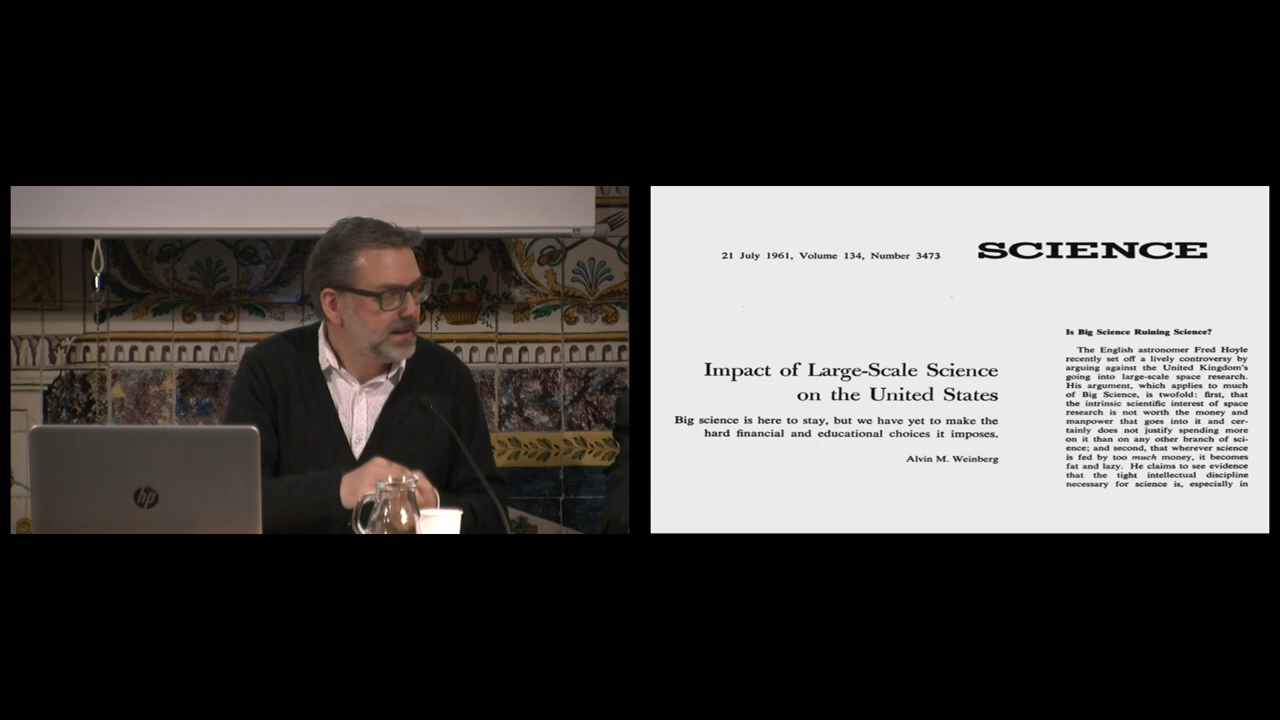 hp
21 July 1961, Volume 134, Number 3473
SCIENCE
Impact of Large-Scale Science
on the United States
Big science is here to stay, but we have yet to make the
hard financial and educational choices it imposes.
Alvin M. Weinberg
Is Big Science Ruining Science?
The English astronomer Fred Hoyle
recently set off a lively controversy by
arguing against the United Kingdom's
going into large-scale space research.
His argument, which applies to much
of Big Science, is twofold: first, that
the intrinsic scientific interest of space
research is not worth the money and
manpower that goes into it and cer-
tainly does not justify spending more
on it than on any other branch of sci-
ence; and second, that wherever science
is fed by too much money, it becomes
fat and lazy. He claims to see evidence
that the tight intellectual discipline
necessary for science is, especially in